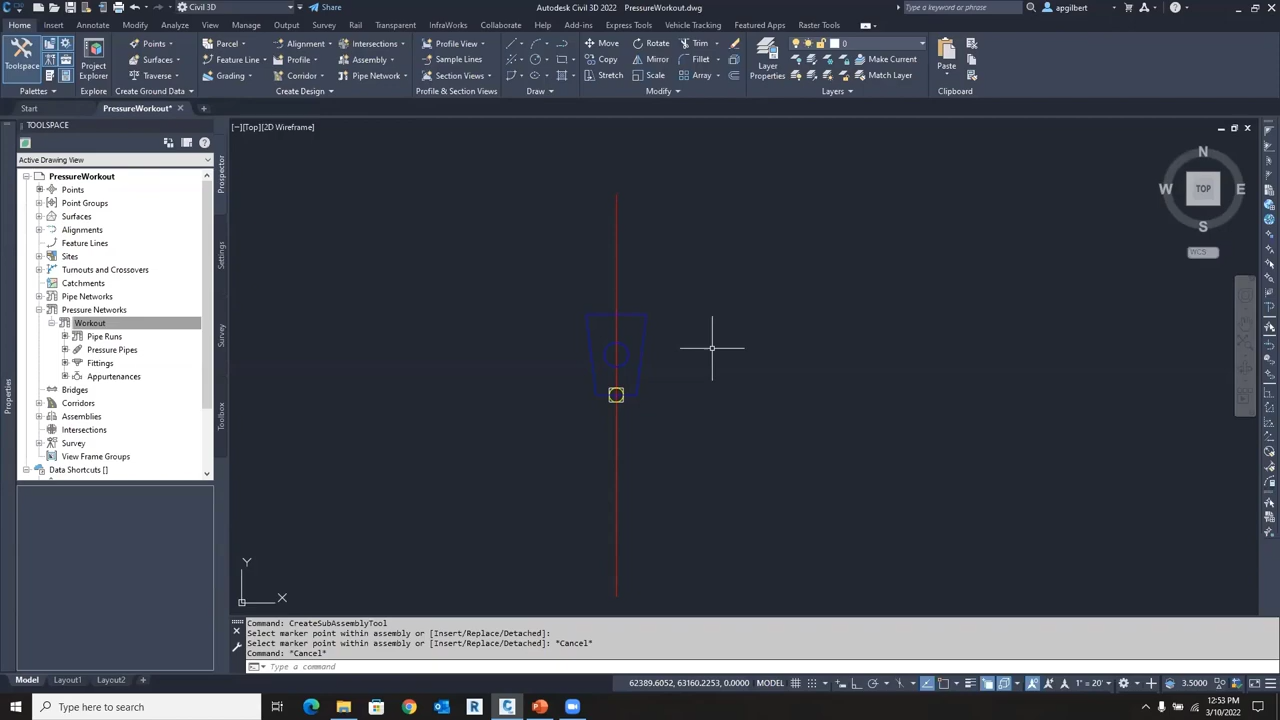 Civil 3D
Share
Autodesk Civil 3D 2022 PressureWorkout.dwg
Type a keyword or phrase
apgilbert
Home Insert Annotate Modify Analyze View Manage Output Survey Rail Transparent InfraWorks Collaborate Help Add-ins Express Tools Vehicle Tracking Featured Apps Raster Tools
Toolspace
Project Explorer
Points
Surfaces
Traverse
Parcel
Feature Line
Grading
Alignment
Profile
Corridor
Intersections
Assembly
Pipe Network
Profile View
Sample Lines
Section Views
Move Rotate Trim
Copy Mirror Fillet
Stretch Scale Array
Layer Properties
0
Make Current
Match Layer
Paste
Palettes Explore Create Ground Data Create Design Profile & Section Views Draw Modify Layers Clipboard
Start PressureWorkout*
TOOLSPACE
[−][Top][2D Wireframe]
Active Drawing View
PressureWorkout
Points
Point Groups
Surfaces
Alignments
Feature Lines
Sites
Turnouts and Crossovers
Catchments
Pipe Networks
Pressure Networks
Workout
Pipe Runs
Pressure Pipes
Fittings
Appurtenances
Bridges
Corridors
Assemblies
Intersections
Survey
View Frame Groups
Data Shortcuts []
Prospector
Settings
Survey
Toolbox
Properties
N
W TOP E
S
WCS
Y
X
Command: CreateSubAssemblyTool
Select marker point within assembly or [Insert/Replace/Detached]:
Select marker point within assembly or [Insert/Replace/Detached]: *Cancel*
Command: *Cancel*
Type a command
Model Layout1 Layout2
62389.6052, 63160.2253, 0.0000 MODEL
1" = 20'
3.5000
Type here to search
12:53 PM
3/10/2022